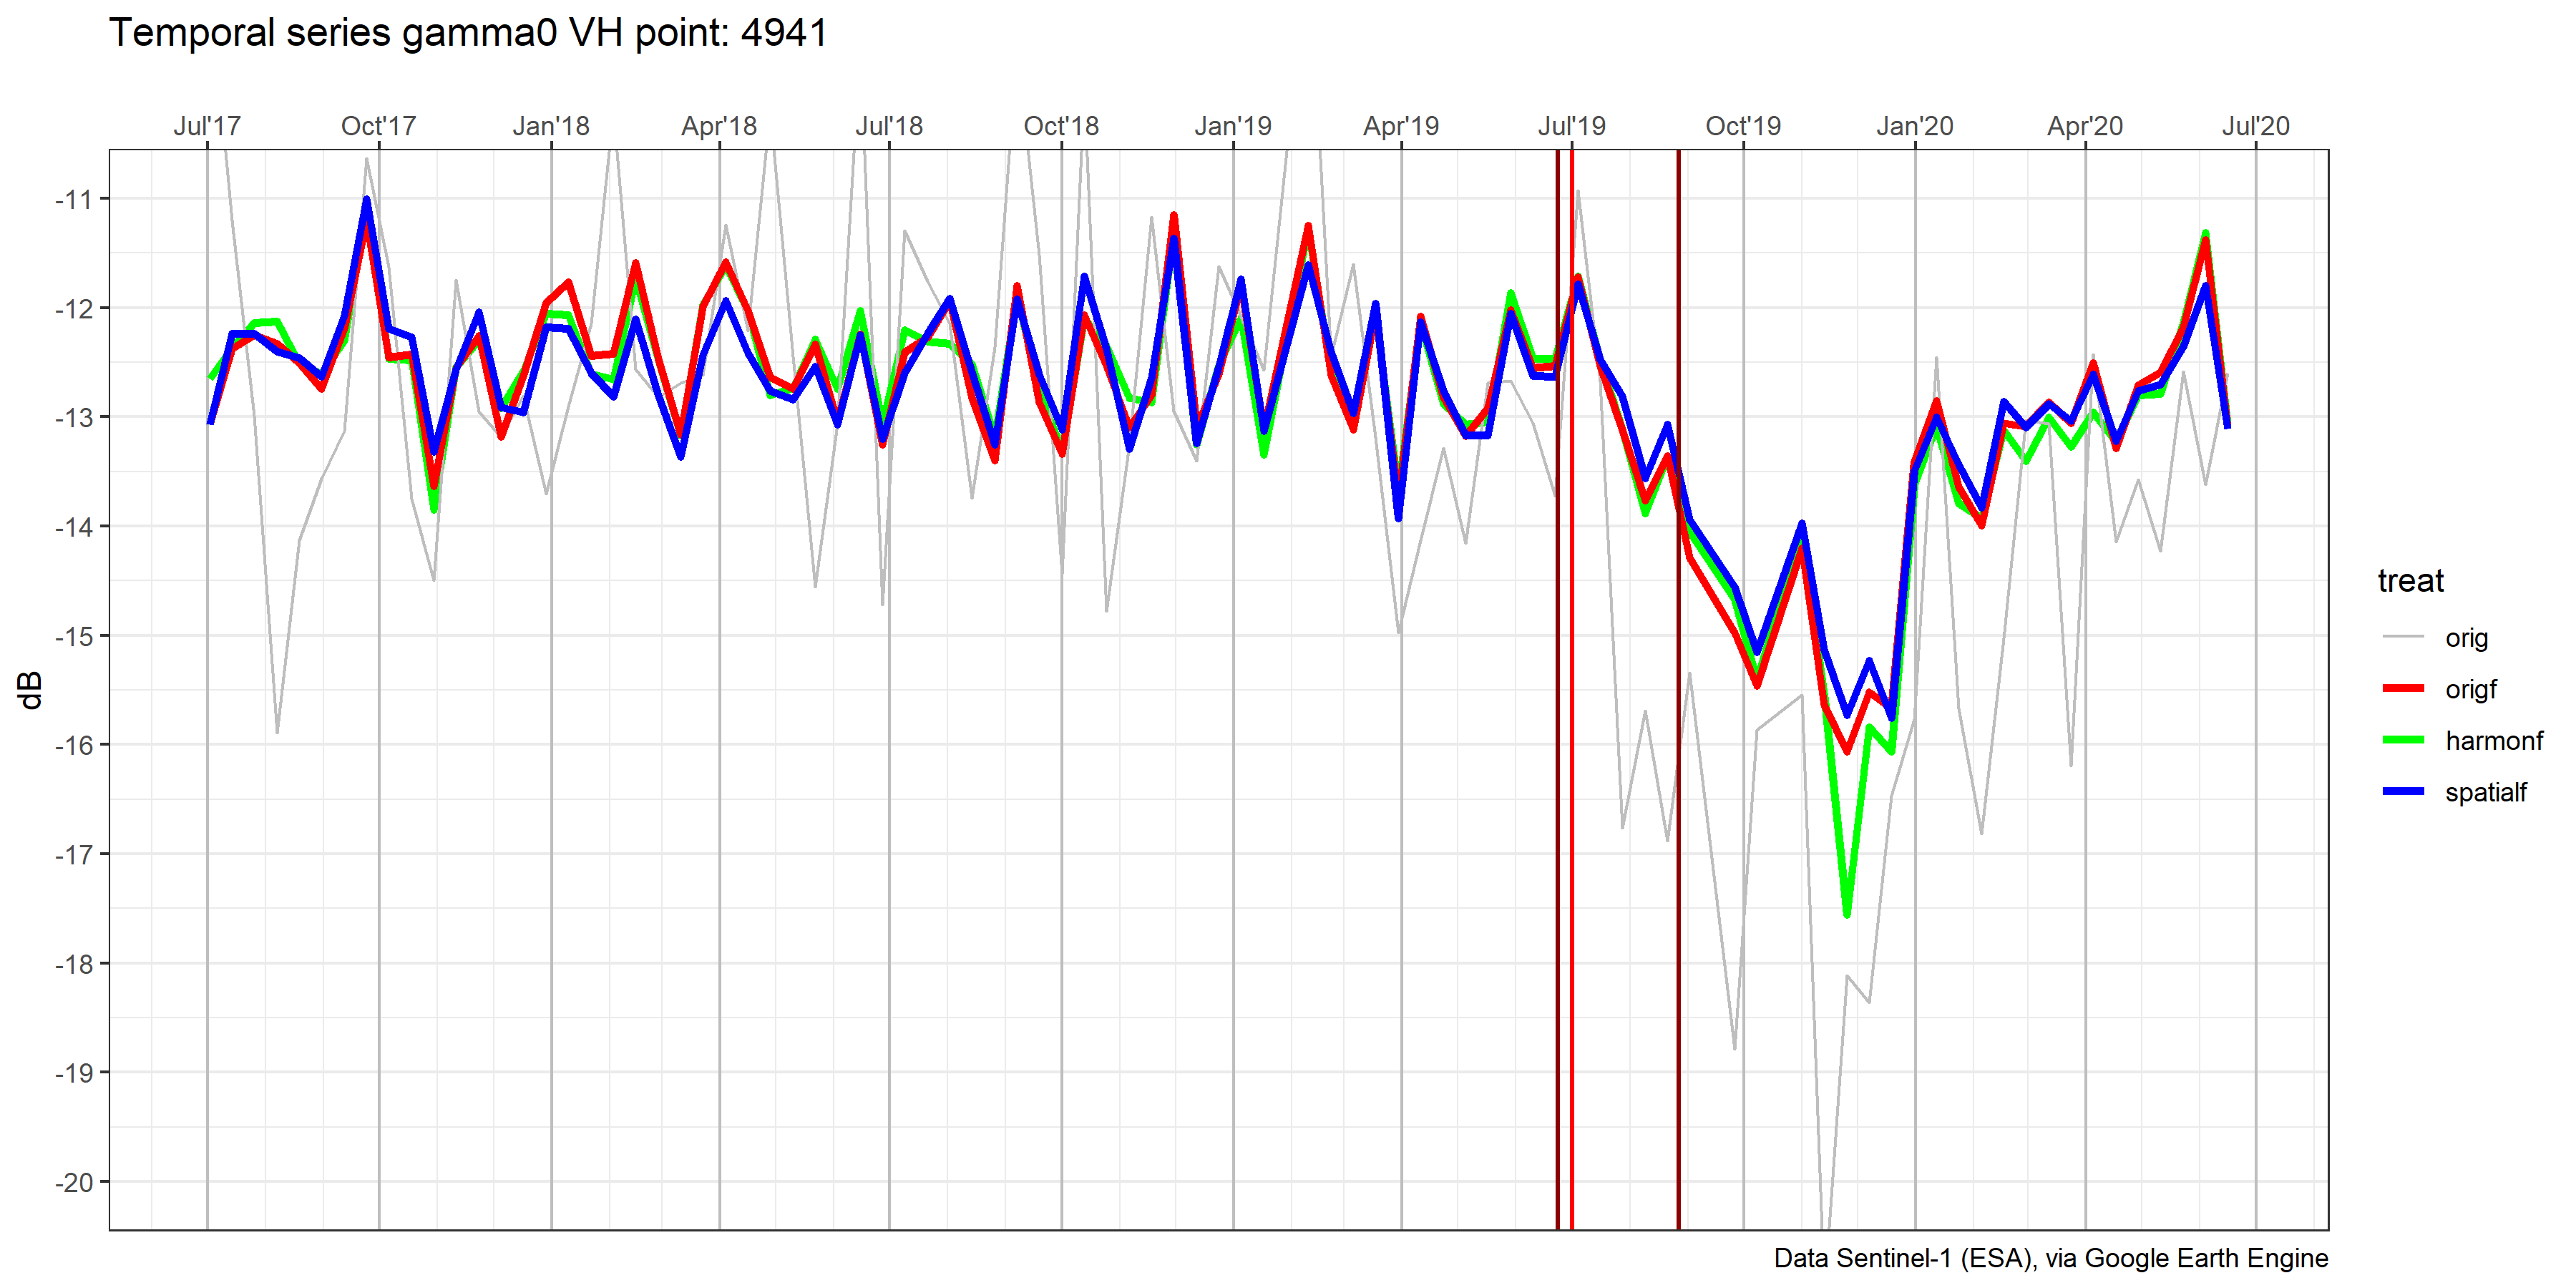 Temporal series gamma0 VH point: 4941
Jul'17 Oct'17 Jan'18 Apr'18 Jul'18 Oct'18 Jan'19 Apr'19 Jul'19 Oct'19 Jan'20 Apr'20 Jul'20
-11
-12
-13
-14
-15
-16
-17
-18
-19
-20
dB
treat
orig
origf
harmonf
spatialf
Data Sentinel-1 (ESA), via Google Earth Engine